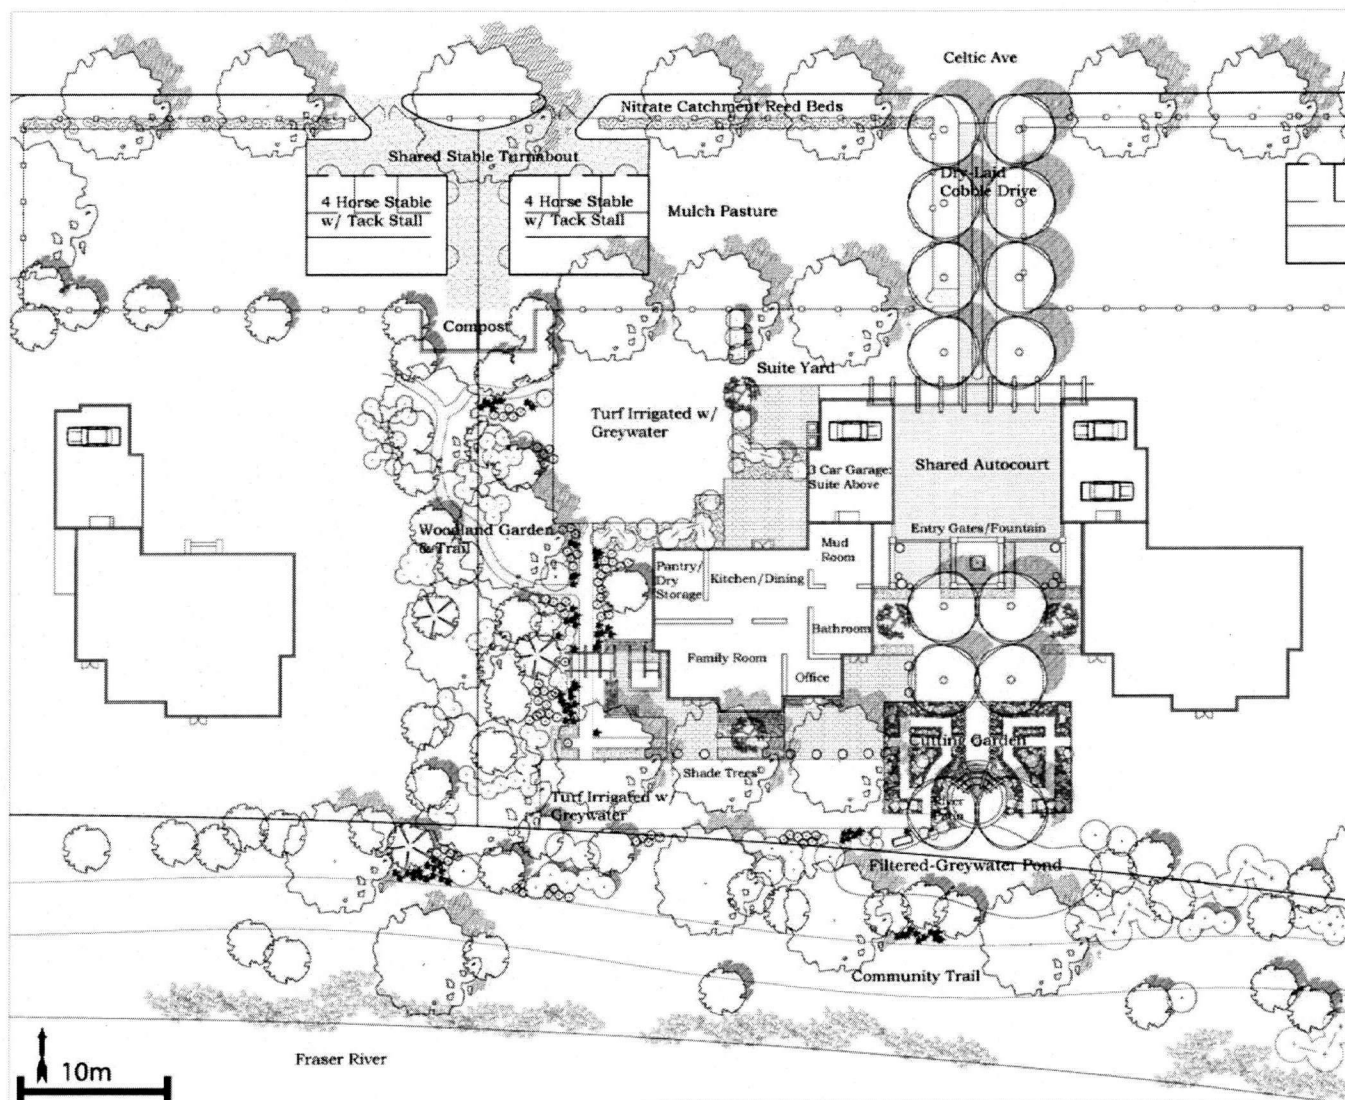 Celtic Ave
Nitrate Catchment Reed Beds
Shared Stable Turnabout
Dry-Laid
Cobble Drive
4 Horse Stable
w/ Tack Stall
4 Horse Stable
w/ Tack Stall
Mulch Pasture
Compost
Suite Yard
Turf Irrigated w/
Greywater
3 Car Garage:
Suite Above
Shared Autocourt
Woodland Garden
& Trail
Entry Gates/Fountain
Mud
Room
Pantry/
Dry
Storage
Kitchen/Dining
Bathroom
Family Room
Office
Cutting Garden
Shade Trees
Turf Irrigated w/
Greywater
Filtered-Greywater Pond
Community Trail
Fraser River
10m